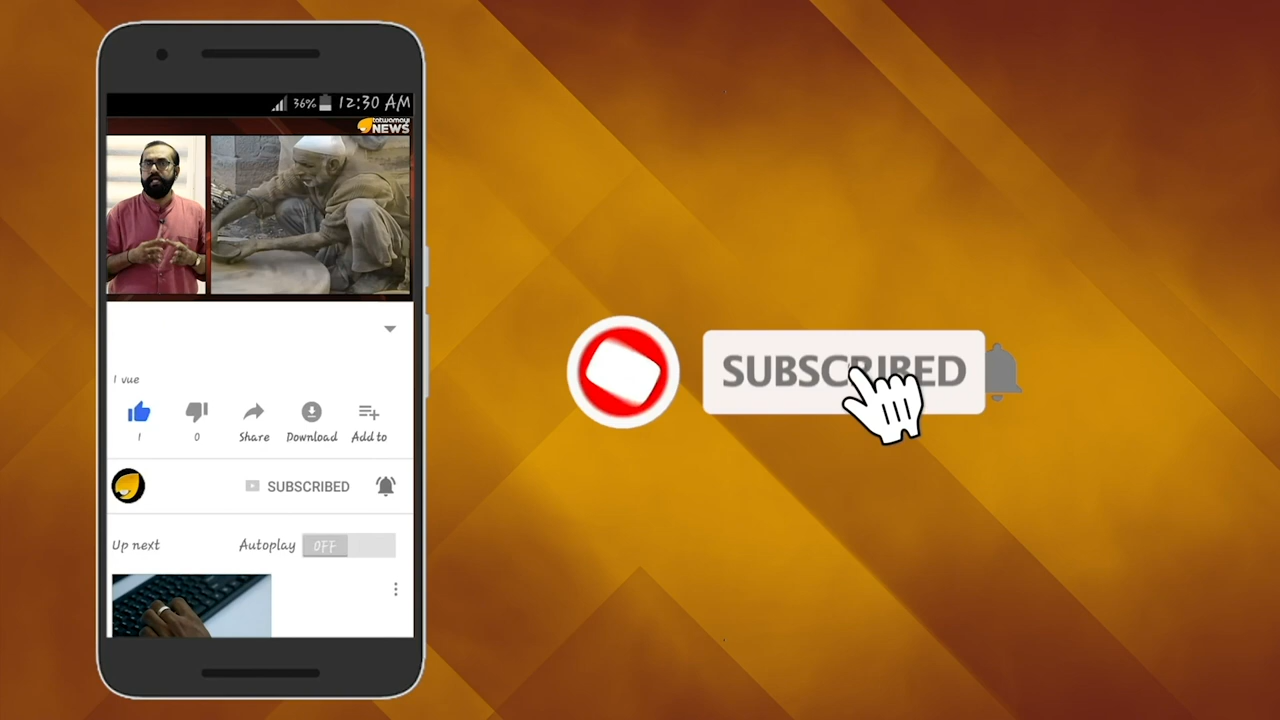 36% 12:30 AM
tatwamayi
NEWS
1 vue
1
0
Share
Download
Add to
SUBSCRIBED
Up next
Autoplay
OFF
SUBSCRIBED